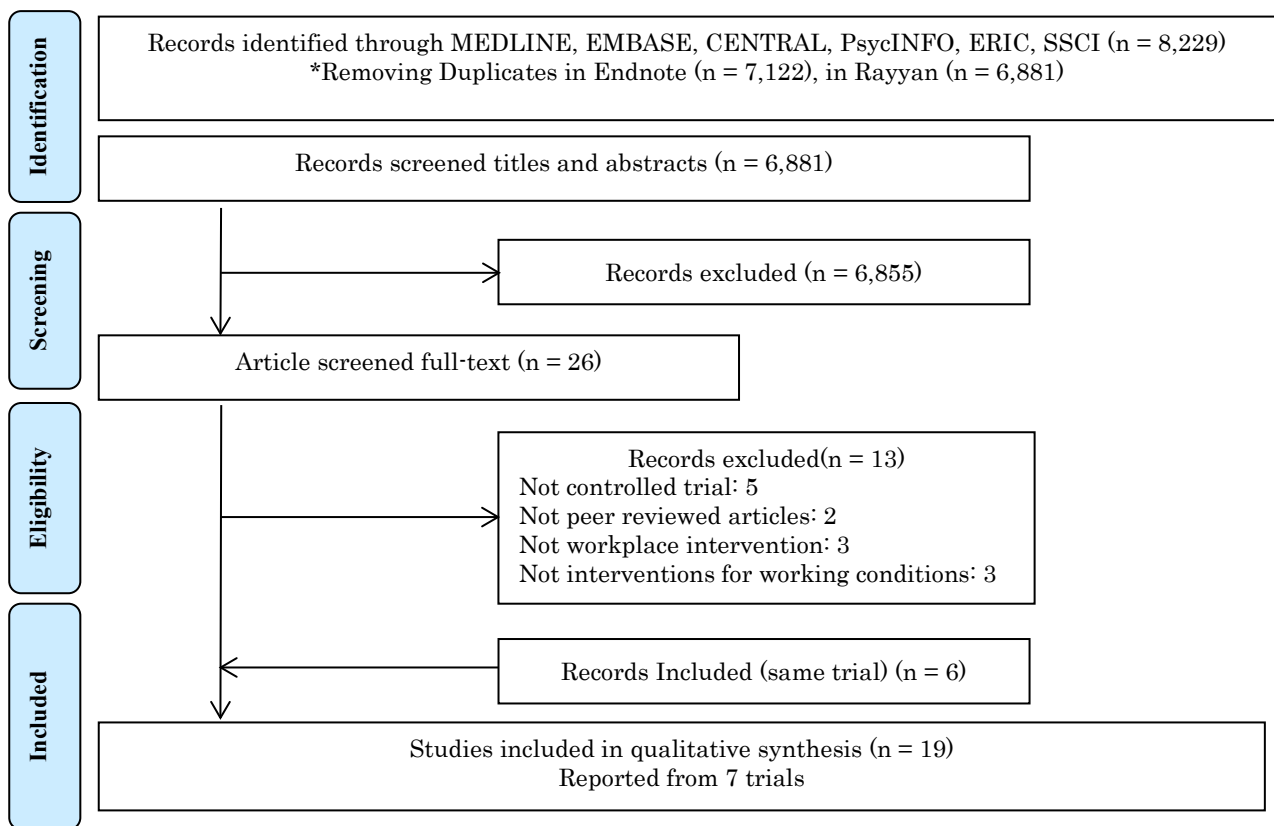 Identification
Records identified through MEDLINE, EMBASE, CENTRAL, PsycINFO, ERIC, SSCI (n = 8,229)
*Removing Duplicates in Endnote (n = 7,122), in Rayyan (n = 6,881)
Records screened titles and abstracts (n = 6,881)
Screening
Records excluded (n = 6,855)
Article screened full-text (n = 26)
Eligibility
Records excluded(n = 13)
Not controlled trial: 5
Not peer reviewed articles: 2
Not workplace intervention: 3
Not interventions for working conditions: 3
Included
Records Included (same trial) (n = 6)
Studies included in qualitative synthesis (n = 19)
Reported from 7 trials